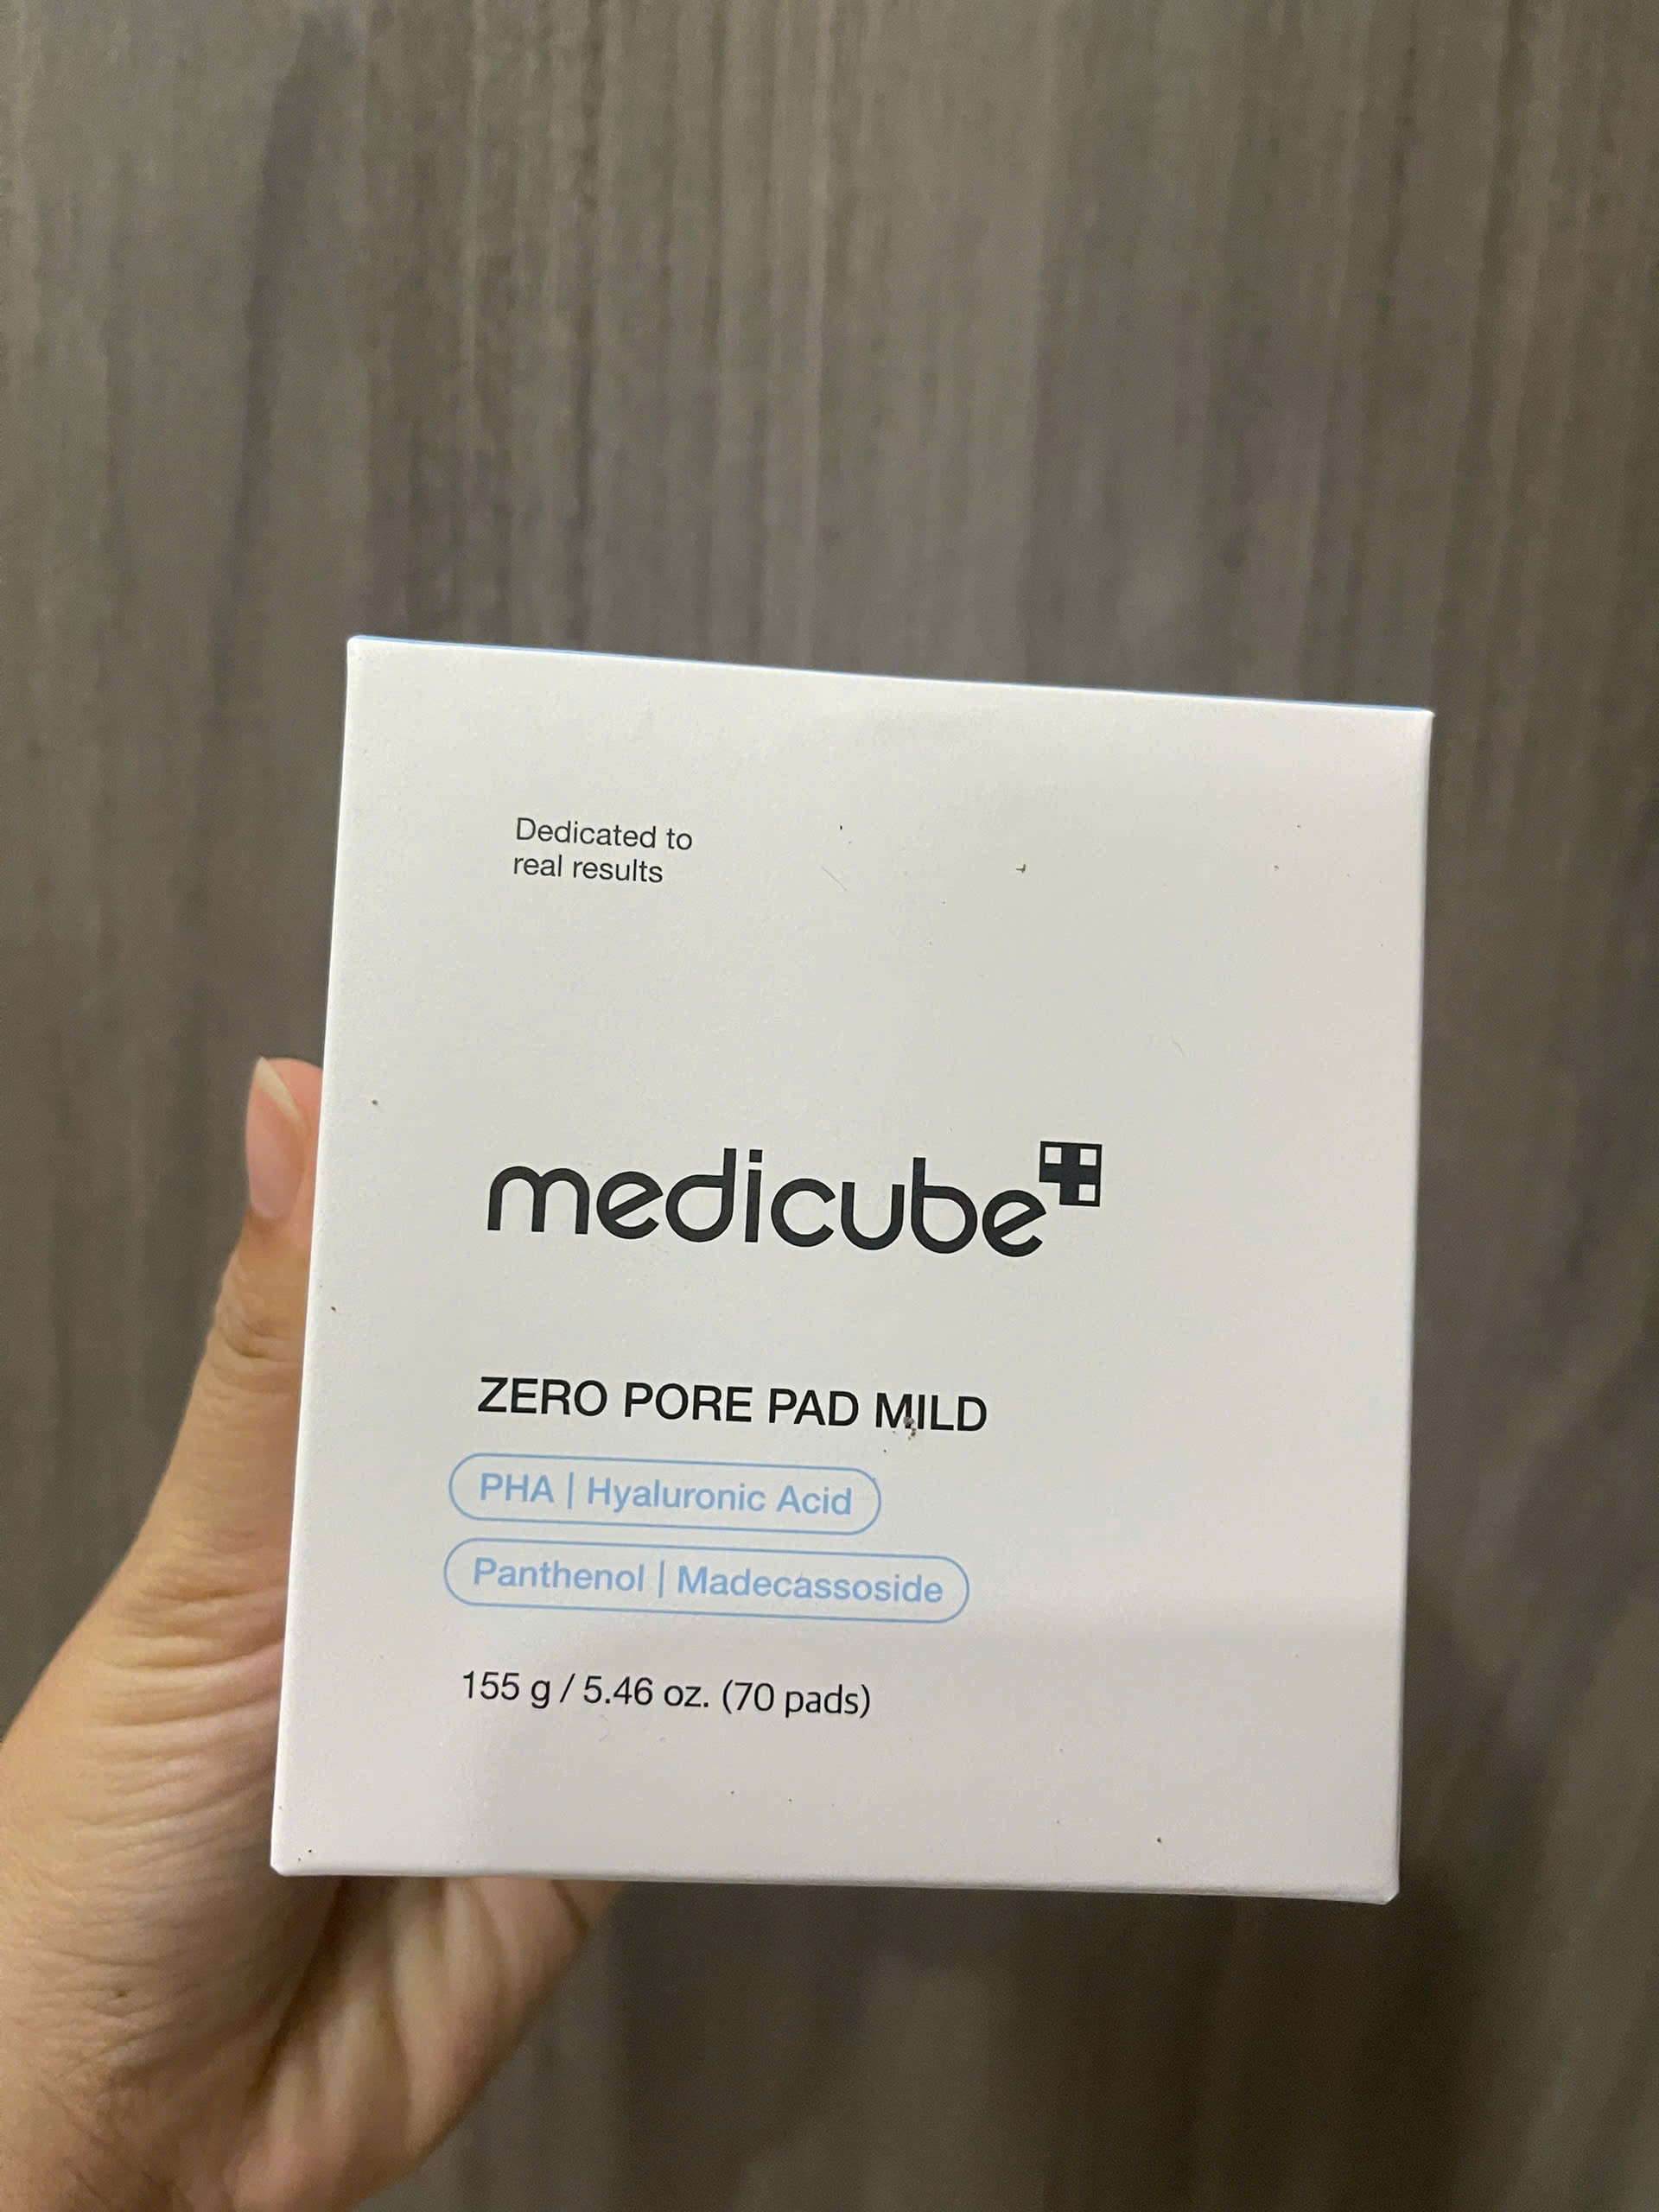 Dedicated to
real results
medicube
ZERO PORE PAD MILD
PHA | Hyaluronic Acid
Panthenol | Madecassoside
155 g / 5.46 oz. (70 pads)